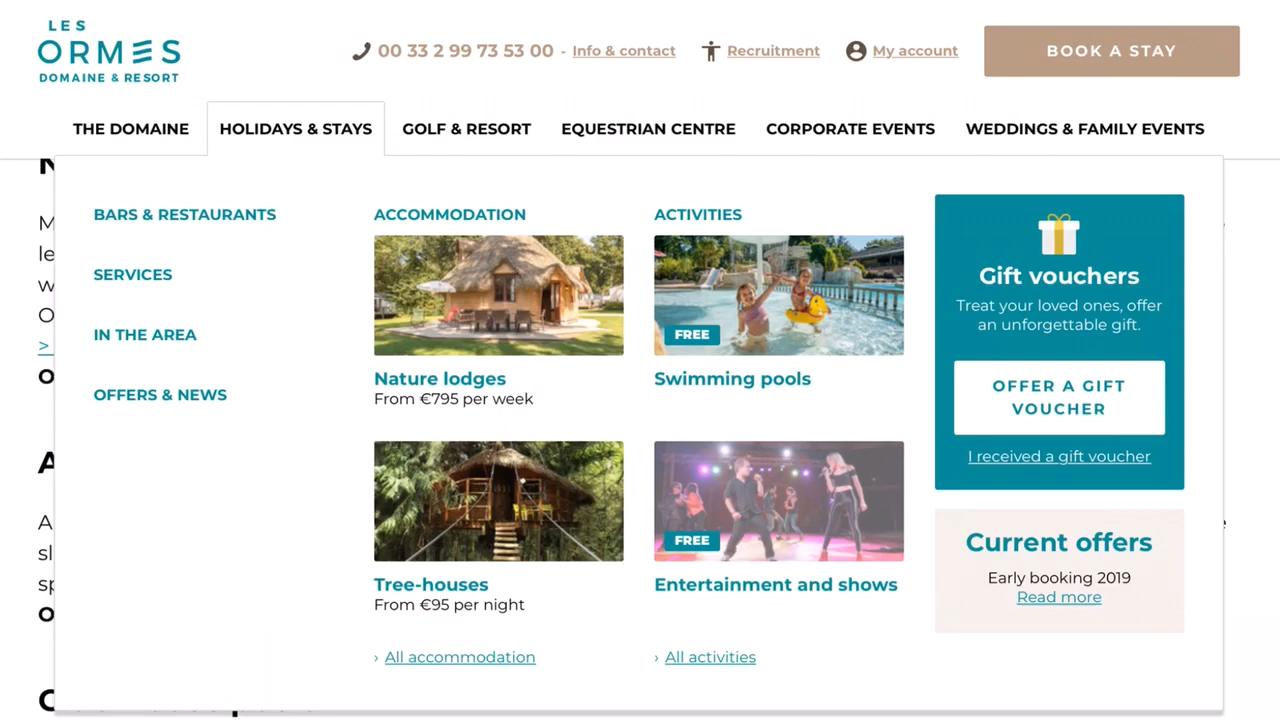 LES
ORMES
DOMAINE & RESORT
00 33 2 99 73 53 00 - Info & contact
Recruitment
My account
BOOK A STAY
THE DOMAINE
HOLIDAYS & STAYS
GOLF & RESORT
EQUESTRIAN CENTRE
CORPORATE EVENTS
WEDDINGS & FAMILY EVENTS
BARS & RESTAURANTS
SERVICES
IN THE AREA
OFFERS & NEWS
ACCOMMODATION
Nature lodges
From €795 per week
Tree-houses
From €95 per night
› All accommodation
ACTIVITIES
FREE
Swimming pools
FREE
Entertainment and shows
› All activities
Gift vouchers
Treat your loved ones, offer
an unforgettable gift.
OFFER A GIFT
VOUCHER
I received a gift voucher
Current offers
Early booking 2019
Read more